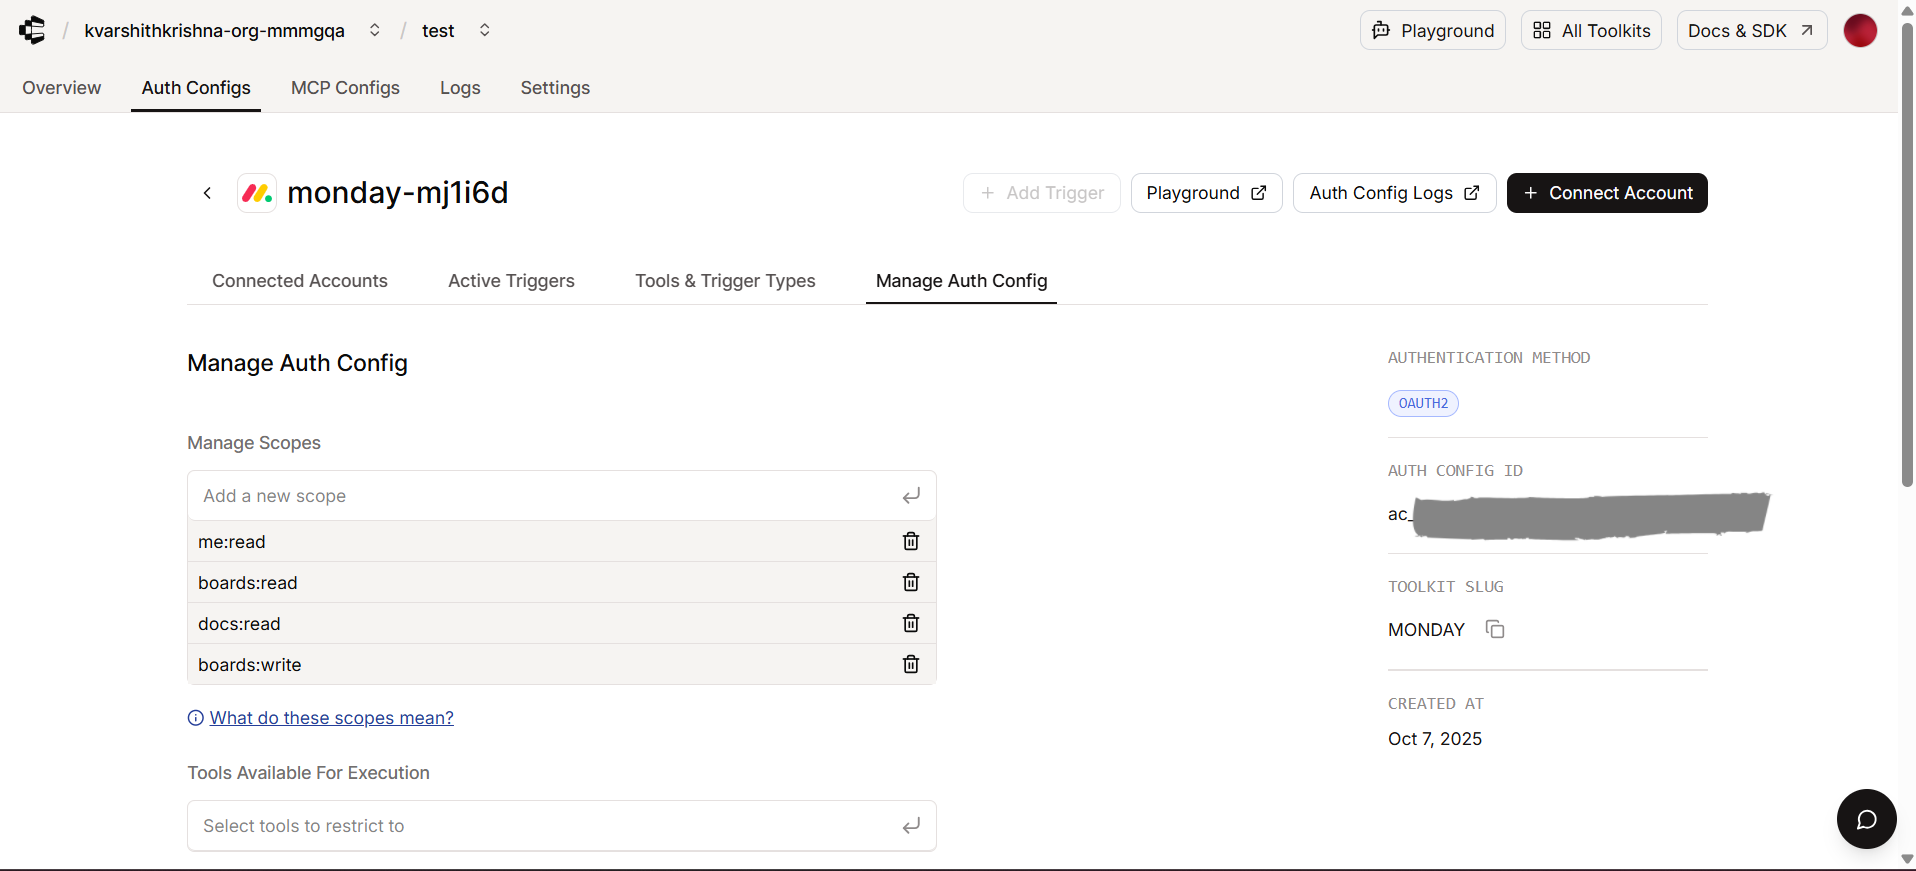 / kvarshithkrishna-org-mmmgqa / test
Playground
All Toolkits
Docs & SDK
Overview
Auth Configs
MCP Configs
Logs
Settings
monday-mj1i6d
+ Add Trigger
Playground
Auth Config Logs
+ Connect Account
Connected Accounts
Active Triggers
Tools & Trigger Types
Manage Auth Config
Manage Auth Config
Manage Scopes
Add a new scope
me:read
boards:read
docs:read
boards:write
What do these scopes mean?
Tools Available For Execution
Select tools to restrict to
AUTHENTICATION METHOD
OAUTH2
AUTH CONFIG ID
ac_
TOOLKIT SLUG
MONDAY
CREATED AT
Oct 7, 2025